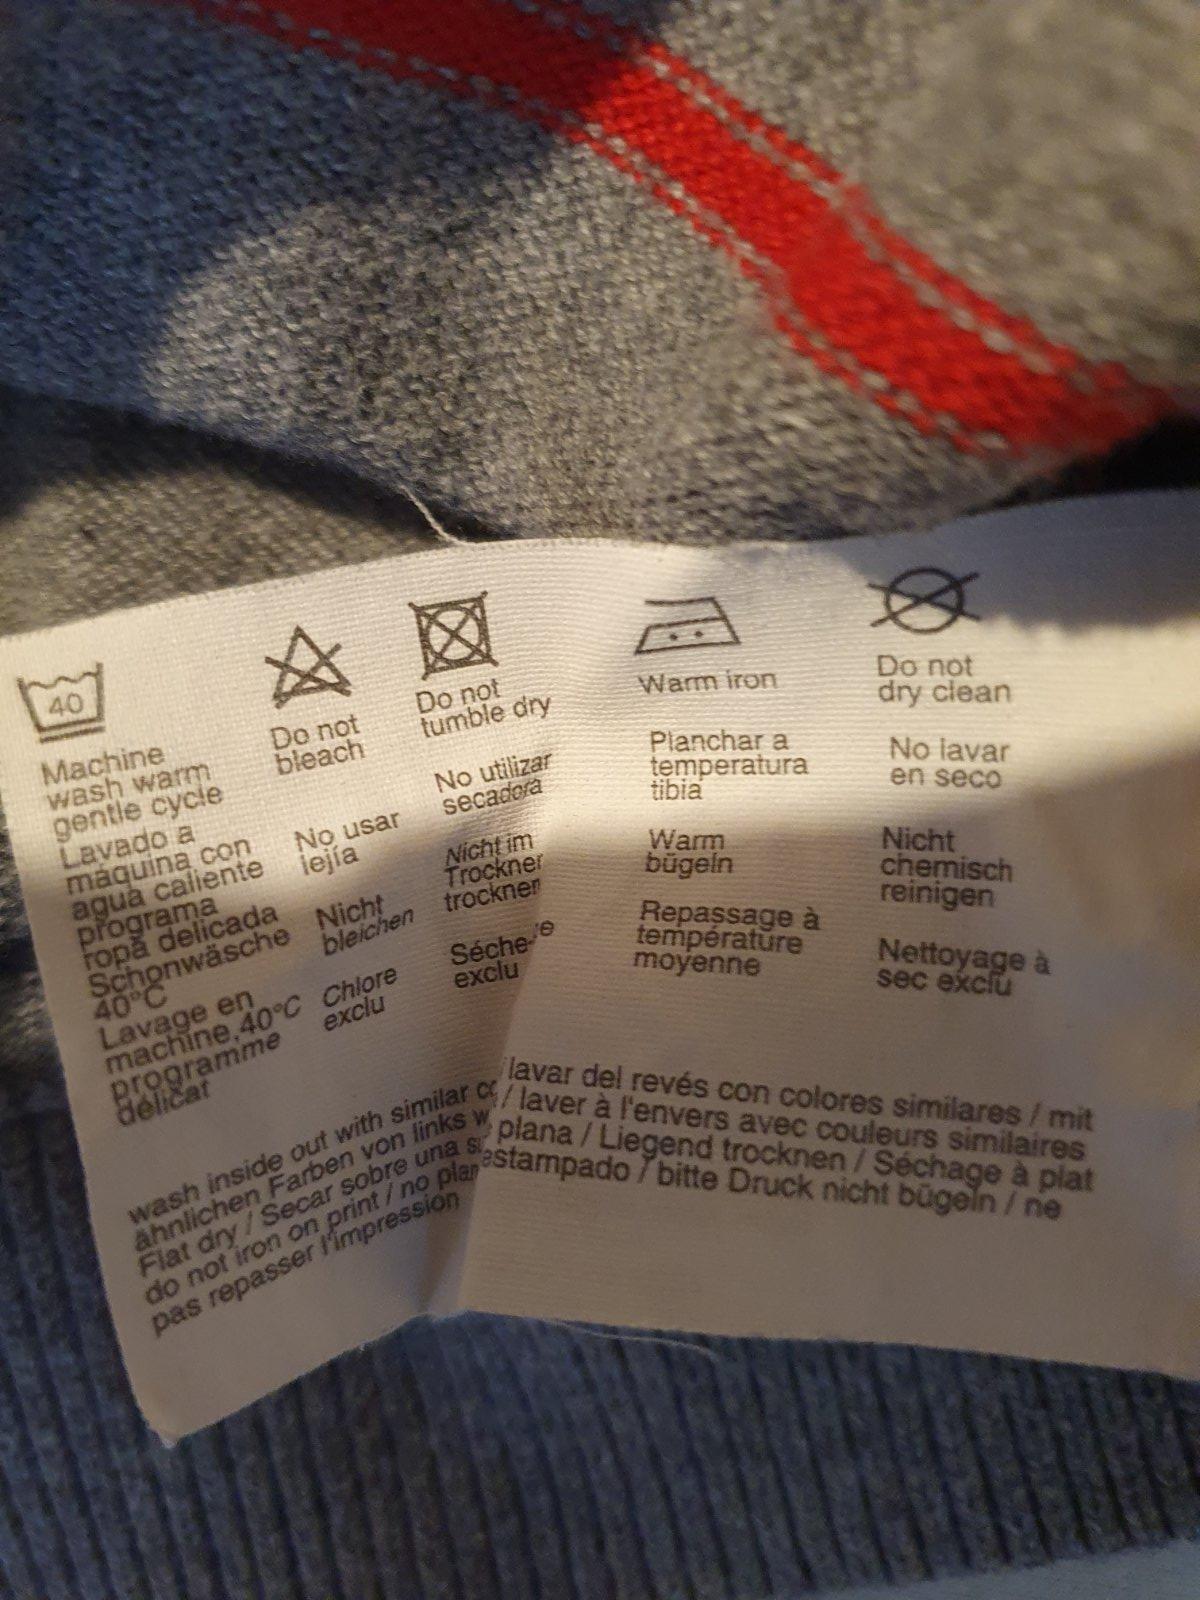 40
Machine
wash warm
gentle cycle
Lavado a
máquina con
agua caliente
programa
ropa delicada
Schonwäsche
40°C
Lavage en
machine,40°C
programme
délicat
Do not
bleach
No usar
lejía
Nicht
bleichen
Chlore
exclu
Do not
tumble dry
No utilizar
secadora
Nicht im
Trockner
trocknen
exclu
Warm iron
Planchar a
temperatura
tibia
Warm
bügeln
Repassage à
température
moyenne
Do not
dry clean
No lavar
en seco
Nicht
chemisch
reinigen
Nettoyage à
sec exclu
wash inside out with similar lavar del revés con colores similares / mit
ähnlichen Farben von links / laver à l'envers avec couleurs similaires
Flat dry / Secar sobre una plana / Liegend trocknen / Séchage à plat
do not iron on print / no estampado / bitte Druck nicht bügeln / ne
pas repasser l'impression